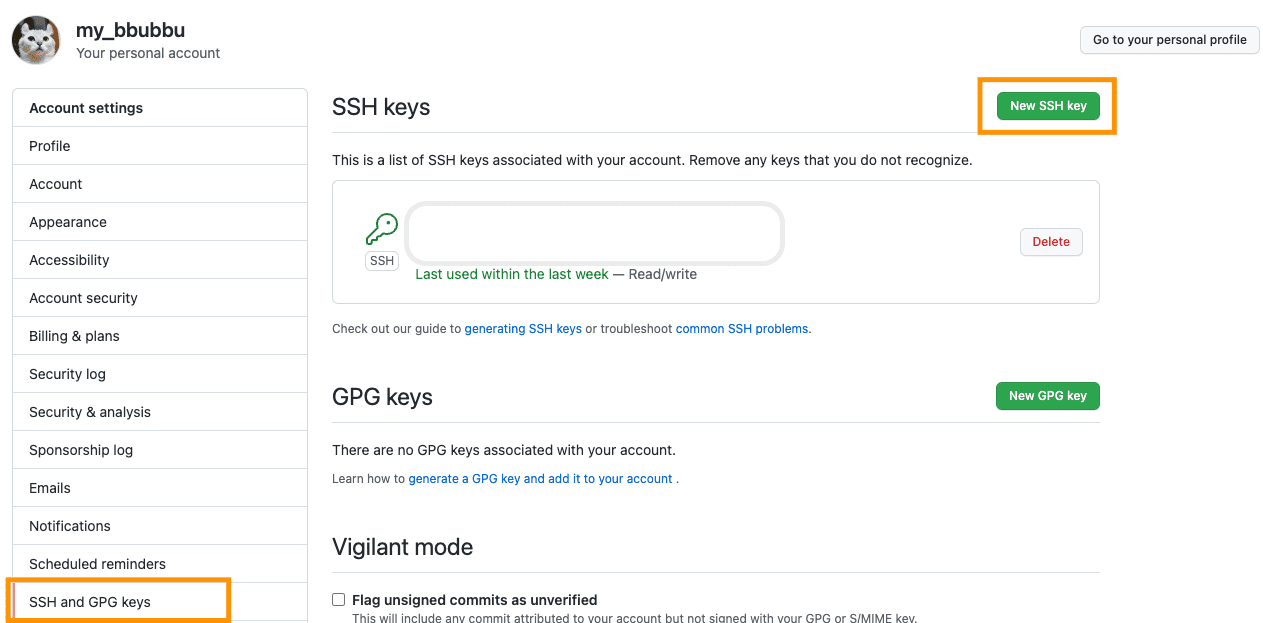 my_bbubbu
Your personal account
Go to your personal profile
Account settings
Profile
Account
Appearance
Accessibility
Account security
Billing & plans
Security log
Security & analysis
Sponsorship log
Emails
Notifications
Scheduled reminders
SSH and GPG keys
SSH keys
New SSH key
This is a list of SSH keys associated with your account. Remove any keys that you do not recognize.
SSH
Last used within the last week — Read/write
Delete
Check out our guide to generating SSH keys or troubleshoot common SSH problems.
GPG keys
New GPG key
There are no GPG keys associated with your account.
Learn how to generate a GPG key and add it to your account .
Vigilant mode
Flag unsigned commits as unverified
This will include any commit attributed to your account but not signed with your GPG or S/MIME key.